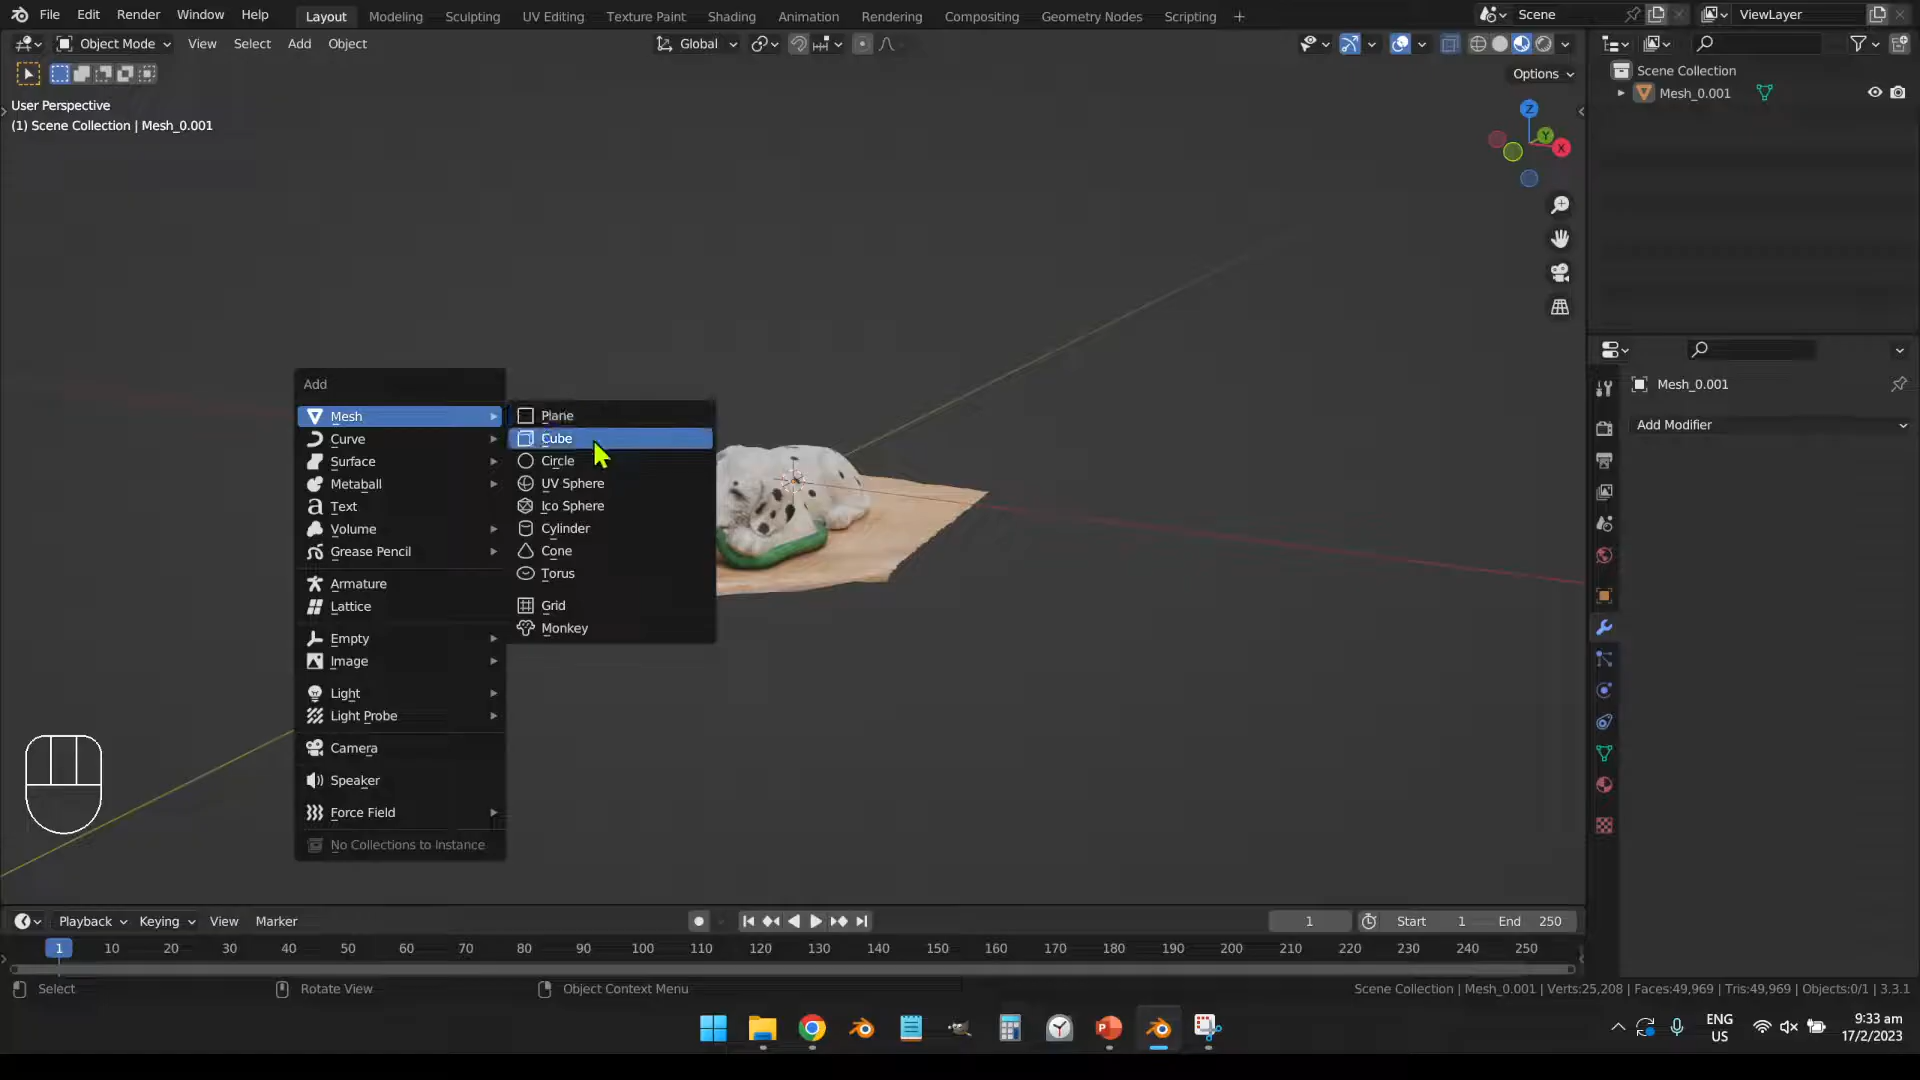 File Edit Render Window Help Layout Modeling Sculpting UV Editing Texture Paint Shading Animation Rendering Compositing Geometry Nodes Scripting + Scene ViewLayer
Object Mode View Select Add Object Global
Options
User Perspective
(1) Scene Collection | Mesh_0.001
Z
Y
X
Scene Collection
Mesh_0.001
Mesh_0.001
Add Modifier
Add
Mesh
Curve
Surface
Metaball
Text
Volume
Grease Pencil
Armature
Lattice
Empty
Image
Light
Light Probe
Camera
Speaker
Force Field
No Collections to Instance
Plane
Cube
Circle
UV Sphere
Ico Sphere
Cylinder
Cone
Torus
Grid
Monkey
Playback Keying View Marker 1 Start 1 End 250
1 10 20 30 40 50 60 70 80 90 100 110 120 130 140 150 160 170 180 190 200 210 220 230 240 250
Select Rotate View Object Context Menu Scene Collection | Mesh_0.001 | Verts:25,208 | Faces:49,969 | Tris:49,969 | Objects:0/1 | 3.3.1
ENG
US
9:33 am
17/2/2023